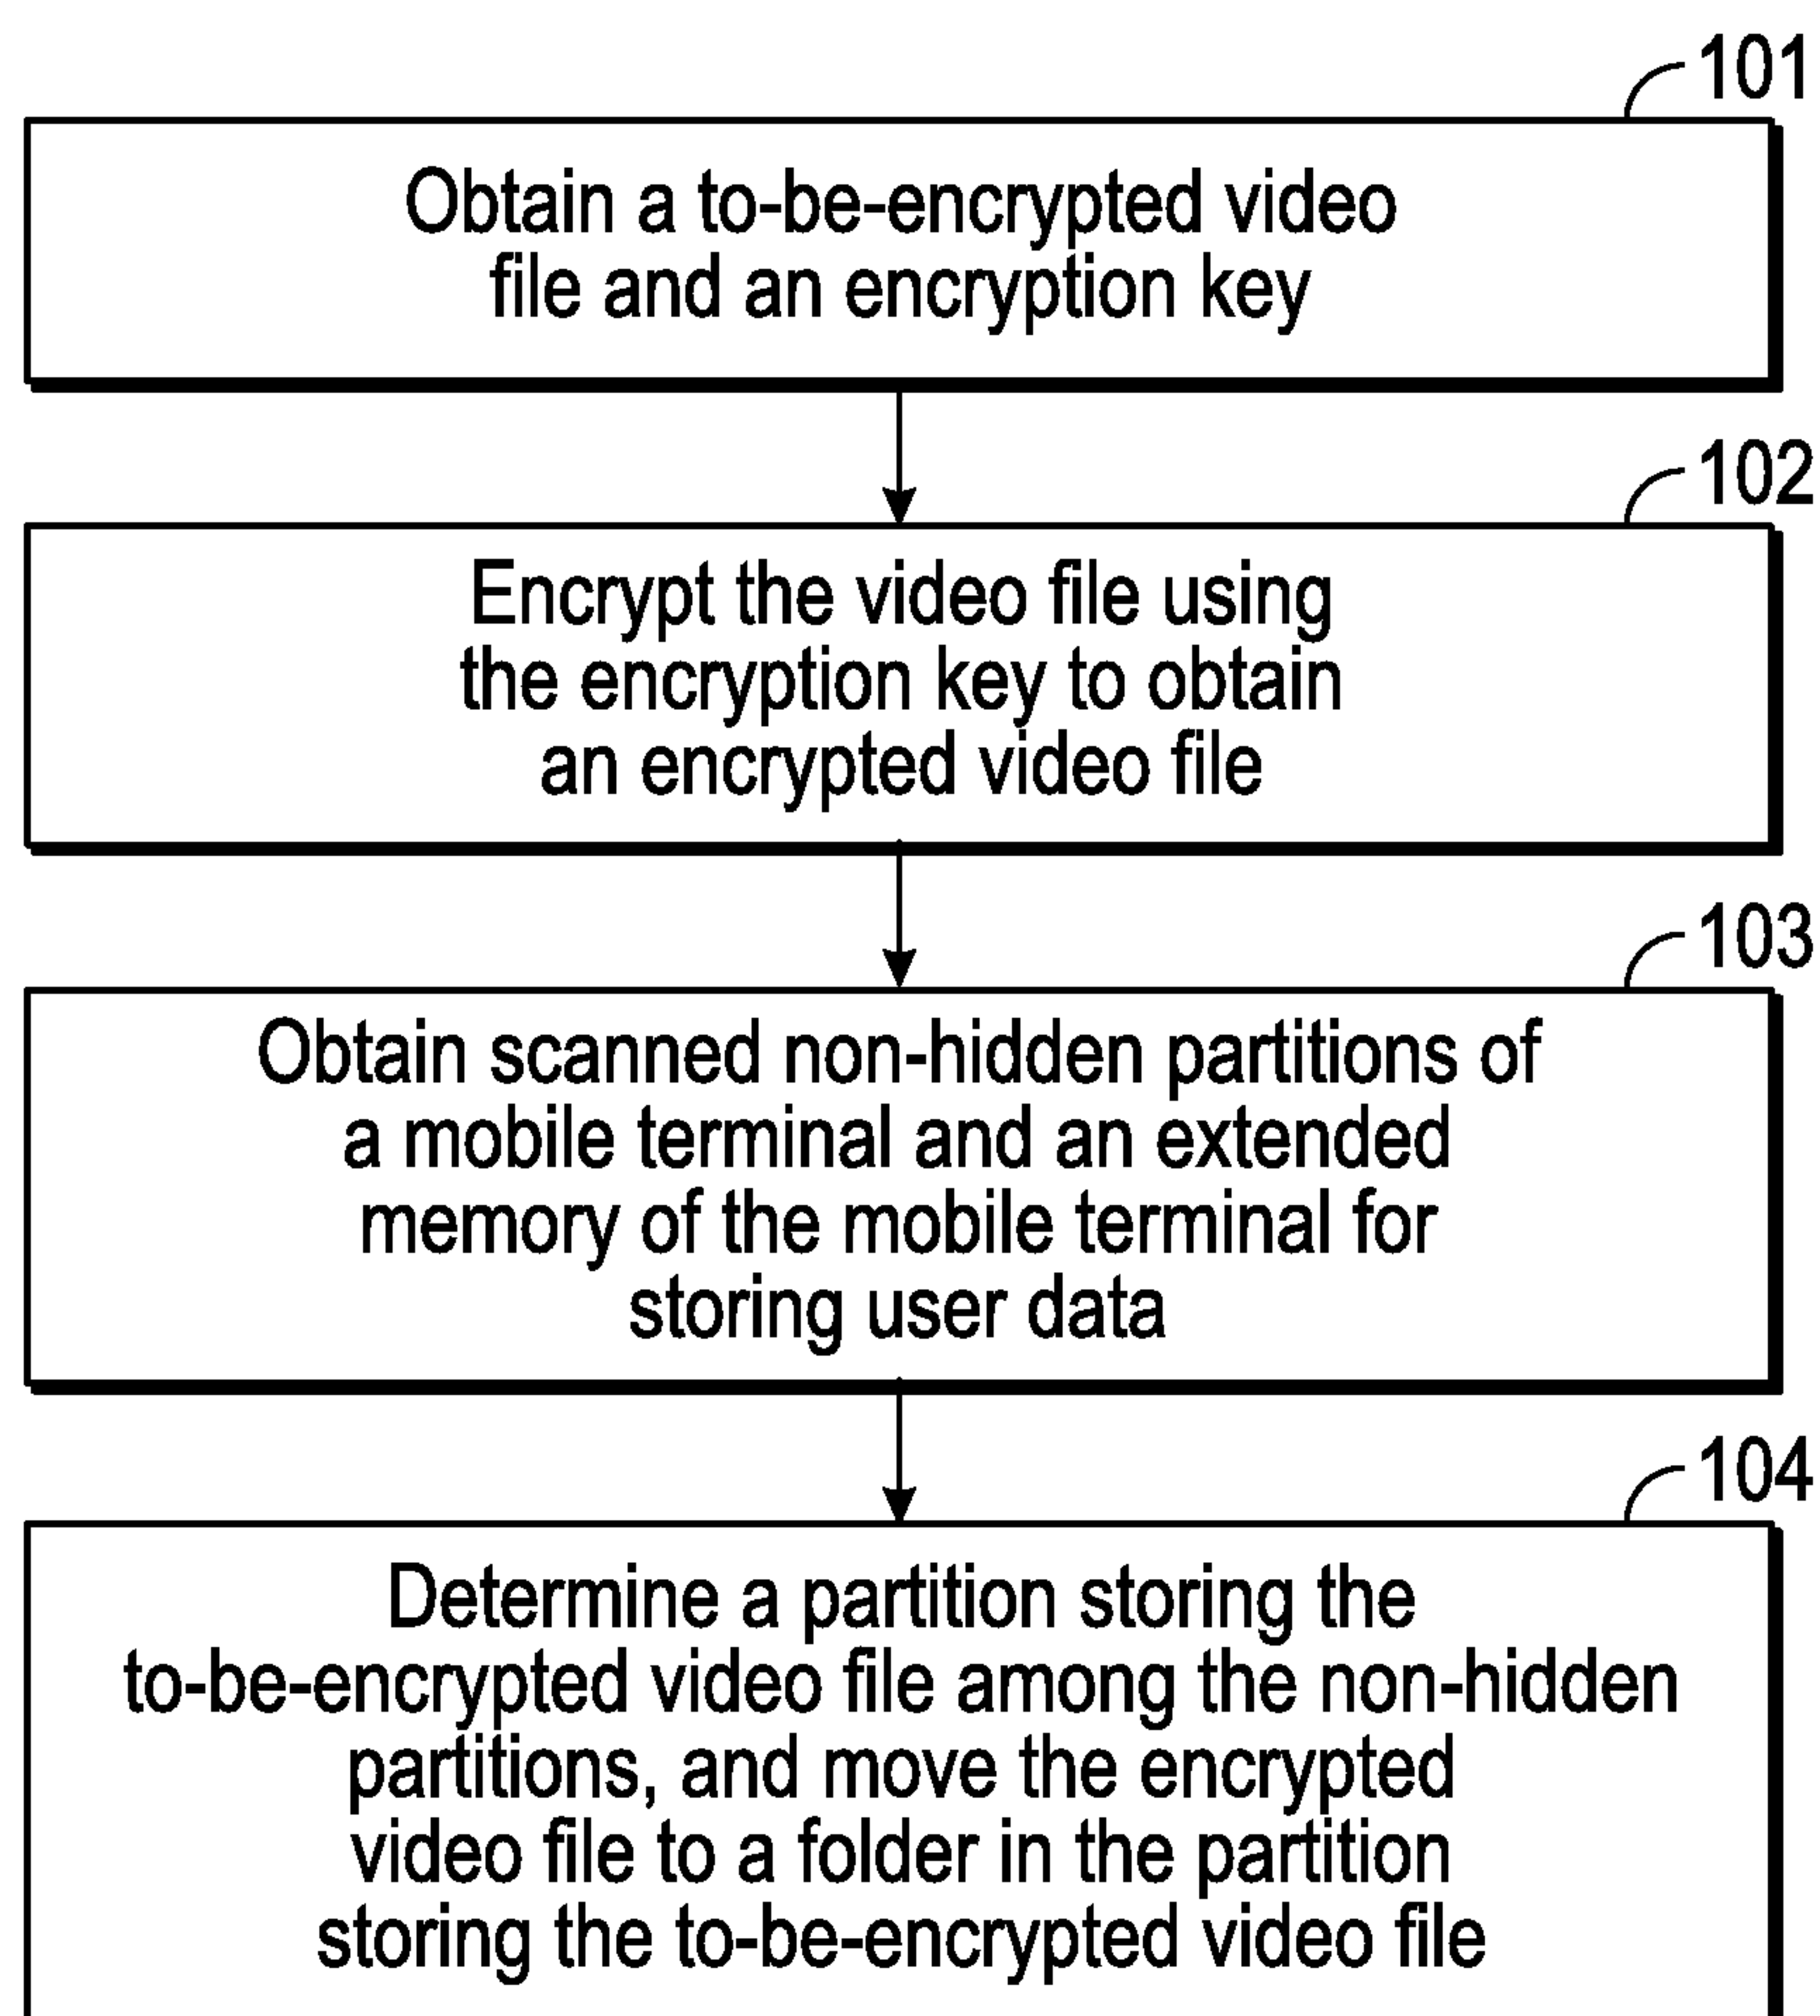 101
Obtain a to-be-encrypted video
file and an encryption key
102
Encrypt the video file using
the encryption key to obtain
an encrypted video file
103
Obtain scanned non-hidden partitions of
a mobile terminal and an extended
memory of the mobile terminal for
storing user data
104
Determine a partition storing the
to-be-encrypted video file among the non-hidden
partitions, and move the encrypted
video file to a folder in the partition
storing the to-be-encrypted video file